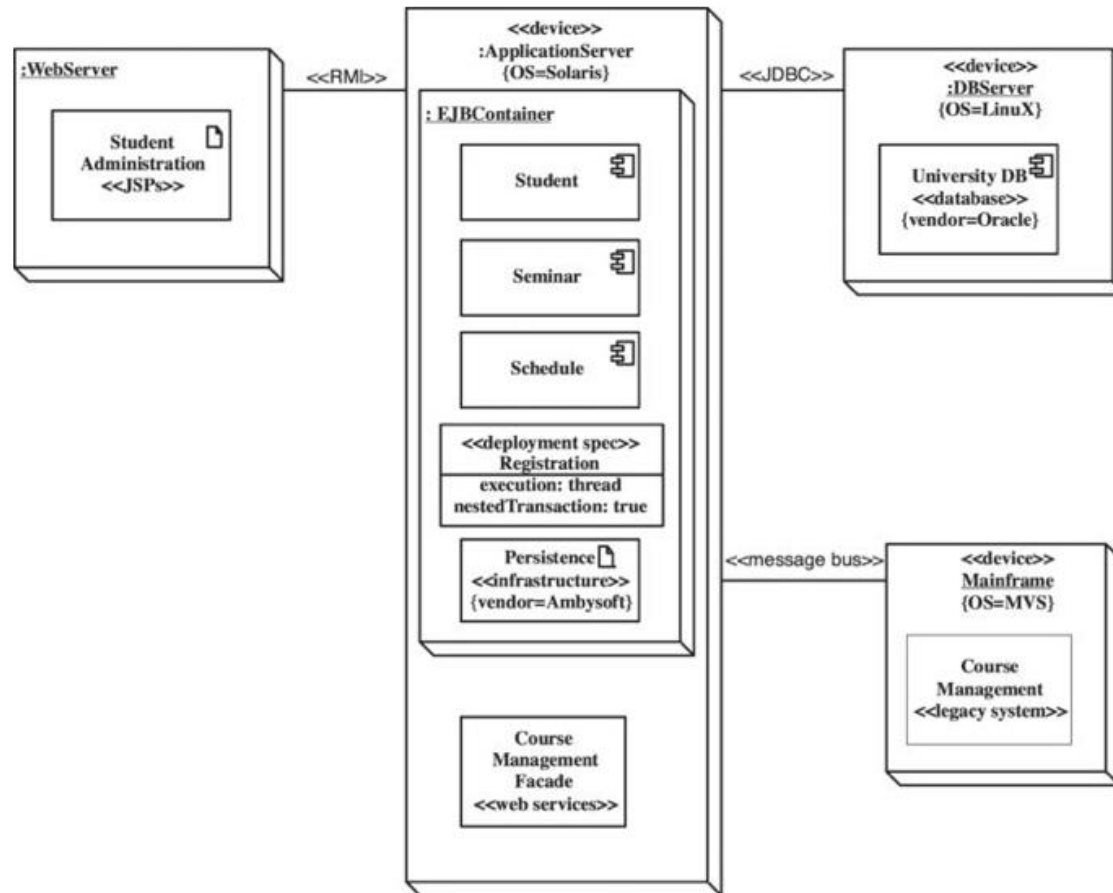 :WebServer
Student
Administration
<<JSPs>>
<<RMI>>
<<device>>
:ApplicationServer
{OS=Solaris}
: EJBContainer
Student
Seminar
Schedule
<<deployment spec>>
Registration
execution: thread
nestedTransaction: true
Persistence
<<infrastructure>>
{vendor=Ambysoft}
Course
Management
Facade
<<web services>>
<<JDBC>>
<<device>>
:DBServer
{OS=LinuX}
University DB
<<database>>
{vendor=Oracle}
<<message bus>>
<<device>>
Mainframe
{OS=MVS}
Course
Management
<<legacy system>>